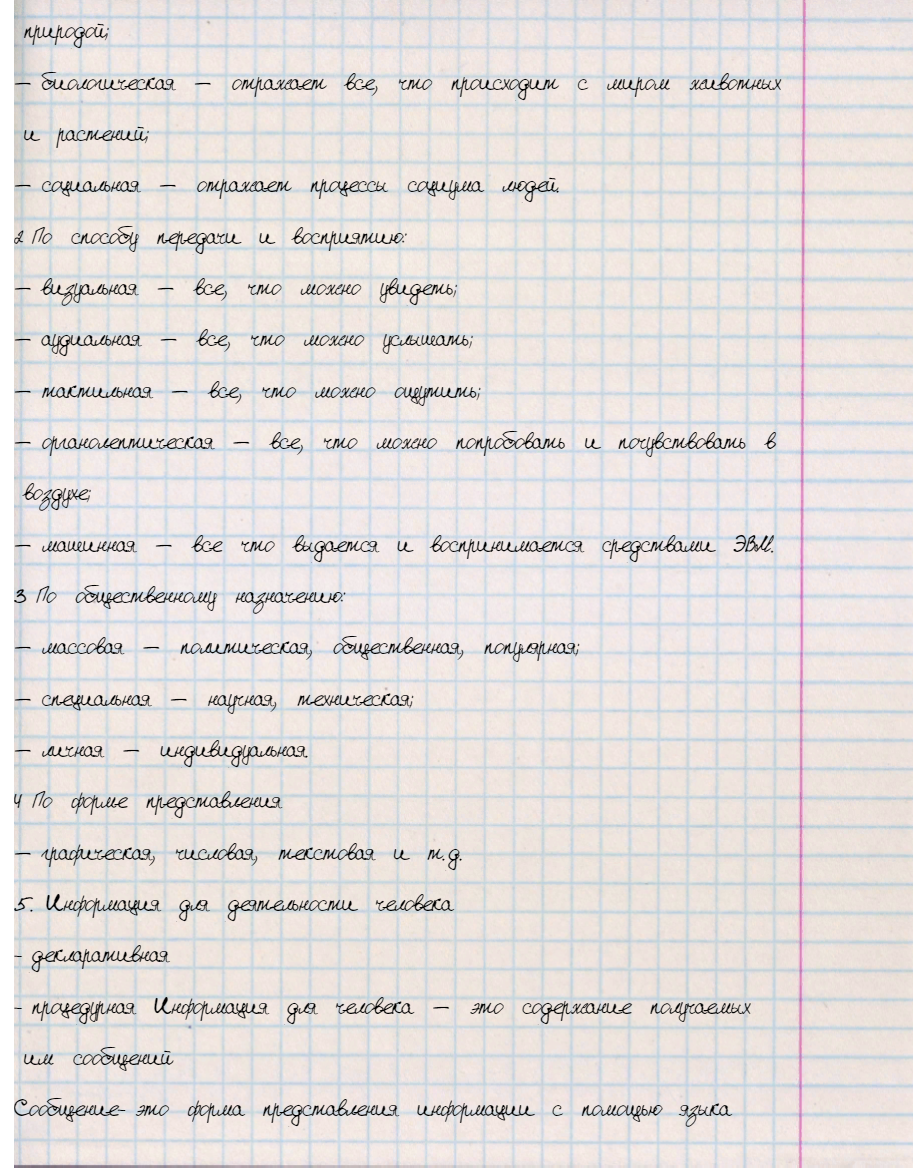 природой;
— биологическая — отражает все, что происходит с миром животных
и растений;
— социальная — отражает процессы социума людей.
2 По способу передачи и восприятию:
— визуальная — все, что можно увидеть;
— аудиальная — все, что можно услышать;
— тактильная — все, что можно ощутить;
— органолептическая — все, что можно попробовать и почувствовать в
воздухе;
— машинная — все что выдается и воспринимается средствами ЭВМ.
3 По общественному назначению:
— массовая — политическая, общественная, популярная;
— специальная — научная, техническая;
— личная — индивидуальная.
4 По форме представления
— графическая, числовая, текстовая и т.д.
5. Информация для деятельности человека
- декларативная
- процедурная Информация для человека — это содержание получаемых
им сообщений
Сообщение- это форма представления информации с помощью языка